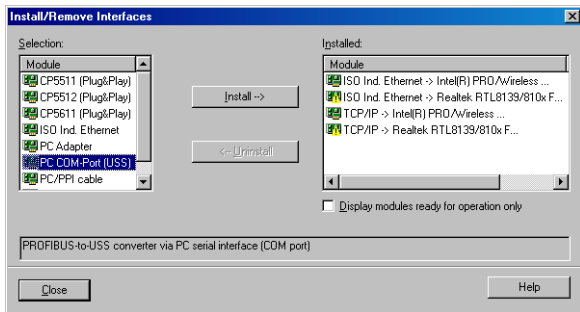 Install/Remove Interfaces
Selection:
Module
CP5511 (Plug&Play)
CP5512 (Plug&Play)
CP5611 (Plug&Play)
ISO Ind. Ethernet
PC Adapter
PC COM-Port (USS)
PC/PPI cable
Install -->
<-- Uninstall
Installed:
Module
ISO Ind. Ethernet -> Intel(R) PRO/Wireless ...
ISO Ind. Ethernet -> Realtek RTL8139/810x F...
TCP/IP -> Intel(R) PRO/Wireless ...
TCP/IP -> Realtek RTL8139/810x F...
Display modules ready for operation only
PROFIBUS-to-USS converter via PC serial interface (COM port)
Close
Help